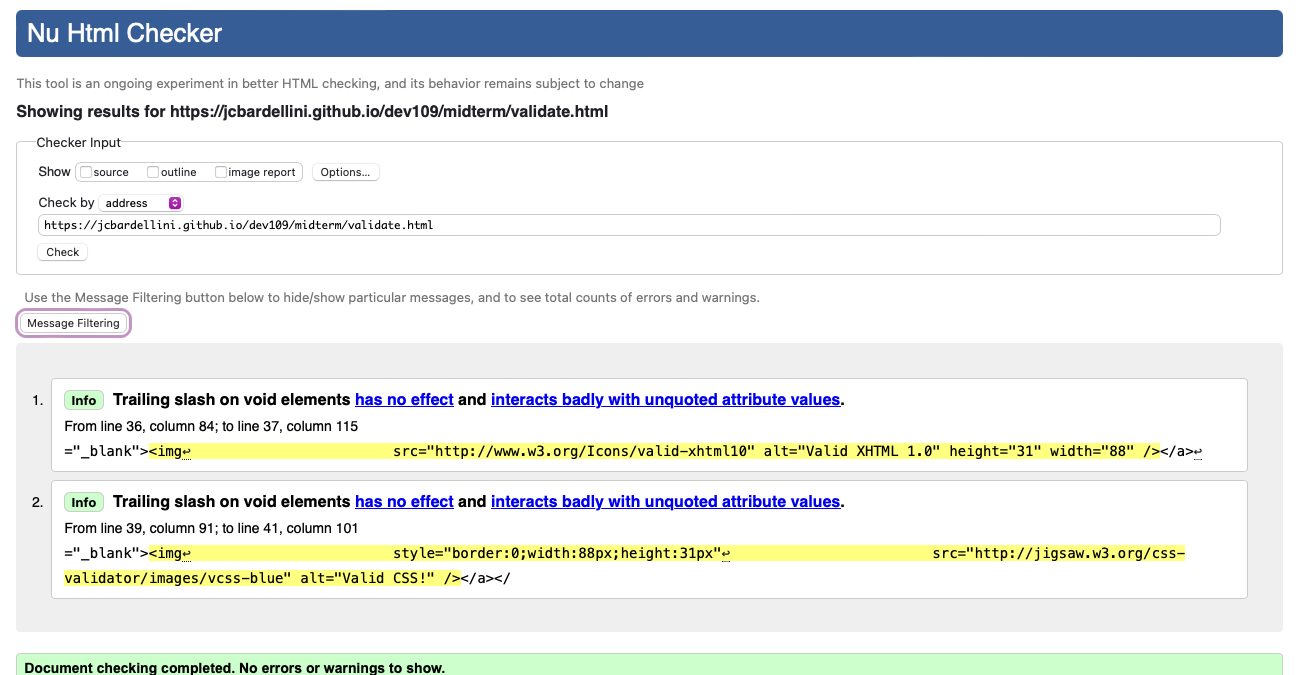 Nu Html Checker
This tool is an ongoing experiment in better HTML checking, and its behavior remains subject to change
Showing results for https://jcbardellini.github.io/dev109/midterm/validate.html
Checker Input
Show source outline image report Options...
Check by address
https://jcbardellini.github.io/dev109/midterm/validate.html
Check
Use the Message Filtering button below to hide/show particular messages, and to see total counts of errors and warnings.
Message Filtering
1. Info Trailing slash on void elements has no effect and interacts badly with unquoted attribute values.
From line 36, column 84; to line 37, column 115
="_blank"><img↩ src="http://www.w3.org/Icons/valid-xhtml10" alt="Valid XHTML 1.0" height="31" width="88" /></a>↩
2. Info Trailing slash on void elements has no effect and interacts badly with unquoted attribute values.
From line 39, column 91; to line 41, column 101
="_blank"><img↩ style="border:0;width:88px;height:31px"↩ src="http://jigsaw.w3.org/css-
validator/images/vcss-blue" alt="Valid CSS!" /></a></
Document checking completed. No errors or warnings to show.